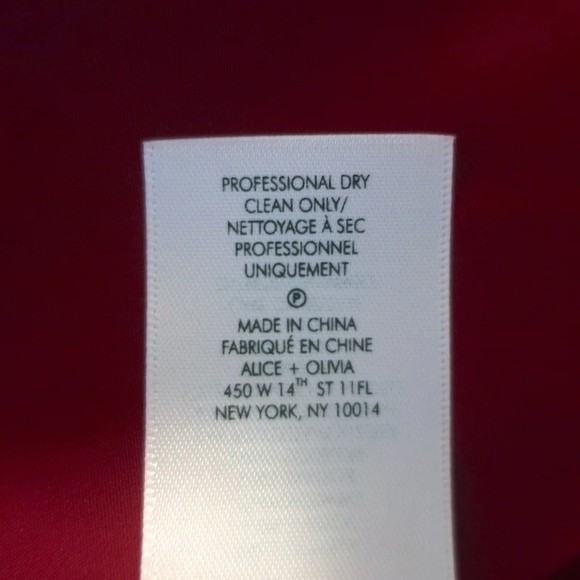 PROFESSIONAL DRY
CLEAN ONLY/
NETTOYAGE À SEC
PROFESSIONNEL
UNIQUEMENT
Ⓟ
MADE IN CHINA
FABRIQUÉ EN CHINE
ALICE + OLIVIA
450 W 14TH ST 11FL
NEW YORK, NY 10014